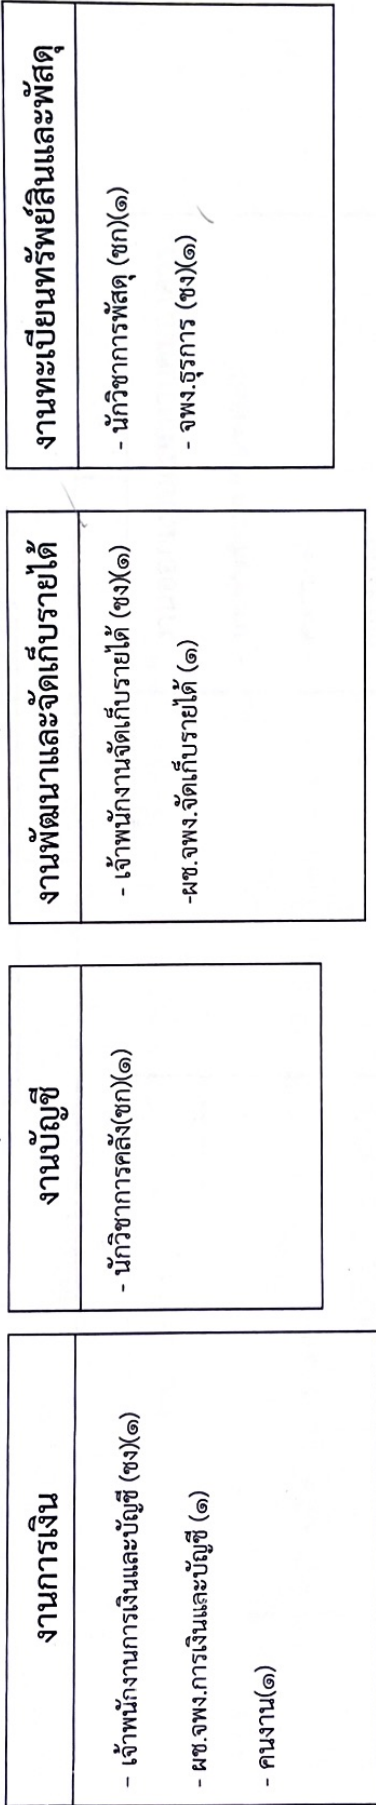 งานการเงิน
- เจ้าพนักงานการเงินและบัญชี (ชง)(๑)
- ผช.จพง.การเงินและบัญชี (๑)
- คนงาน(๑)
งานบัญชี
- นักวิชาการคลัง(ชก)(๑)
งานพัฒนาและจัดเก็บรายได้
- เจ้าพนักงานจัดเก็บรายได้ (ชง)(๑)
-ผช.จพง.จัดเก็บรายได้ (๑)
งานทะเบียนทรัพย์สินและพัสดุ
- นักวิชาการพัสดุ (ชก)(๑)
- จพง.ธุรการ (ชง)(๑)